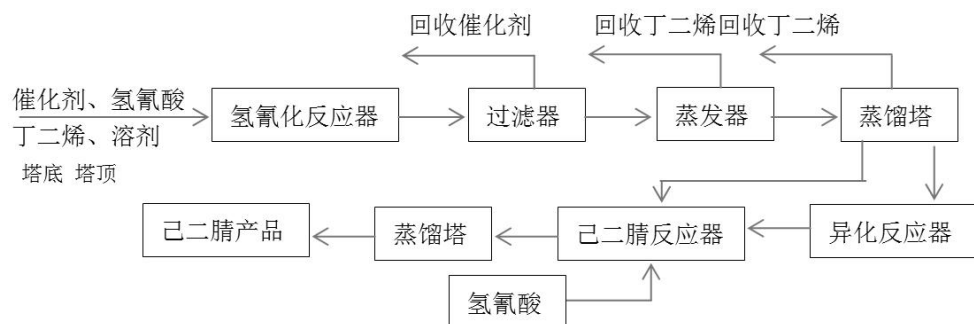 回收催化剂
回收丁二烯回收丁二烯
催化剂、氢氰酸
丁二烯、溶剂
塔底 塔顶
氢氰化反应器
过滤器
蒸发器
蒸馏塔
己二腈产品
蒸馏塔
己二腈反应器
异化反应器
氢氰酸